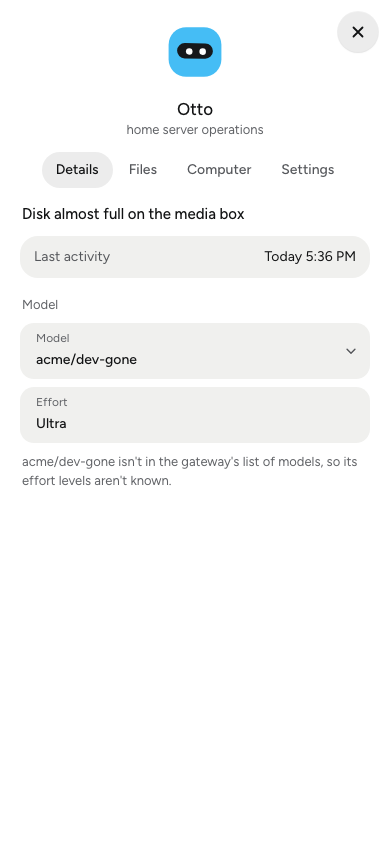 Otto
home server operations
Details Files Computer Settings
Disk almost full on the media box
Last activity Today 5:36 PM
Model
Model
acme/dev-gone
Effort
Ultra
acme/dev-gone isn't in the gateway's list of models, so its
effort levels aren't known.